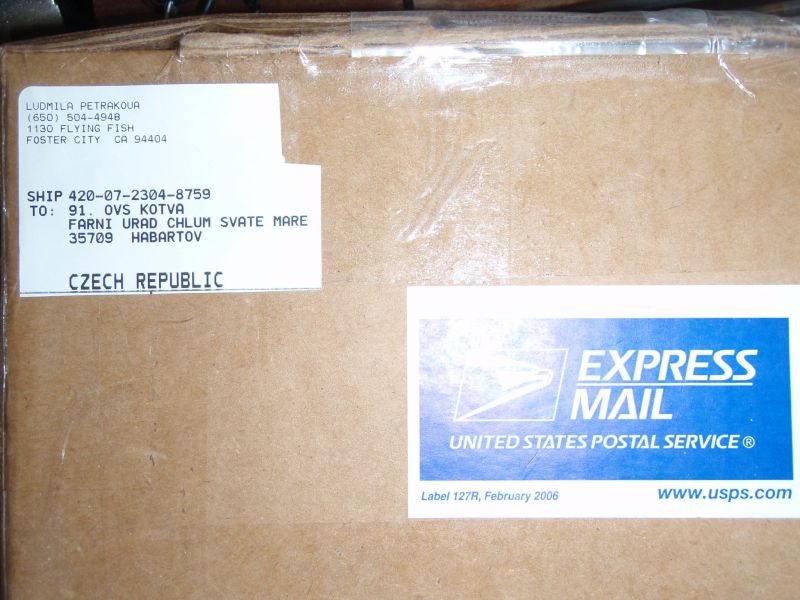 LUDMILA PETRAKOUA
(650) 504-4948
1130 FLYING FISH
FOSTER CITY CA 94404
SHIP 420-07-2304-8759
TO: 91. OVS KOTVA
FARNI URAD CHLUM SVATE MARE
35709 HABARTOV
CZECH REPUBLIC
EXPRESS
MAIL
UNITED STATES POSTAL SERVICE ®
Label 127R, February 2006 www.usps.com